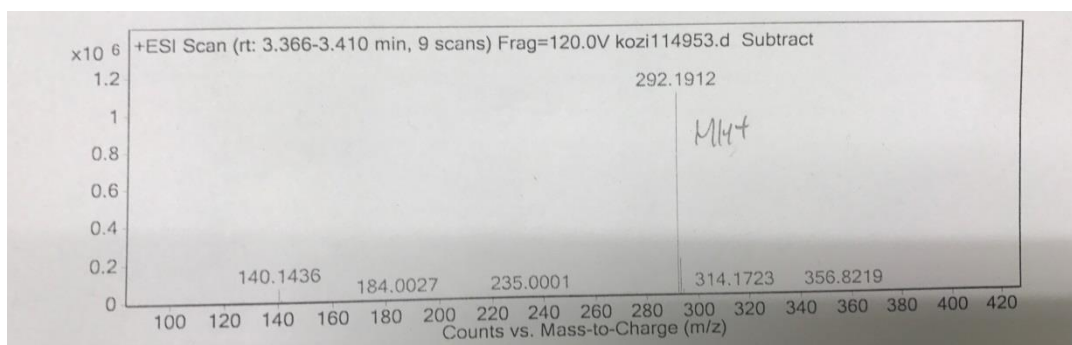 +ESI Scan (rt: 3.366-3.410 min, 9 scans) Frag=120.0V kozi114953.d Subtract
x10 6
1.2
1
0.8
0.6
0.4
0.2
0
292.1912
MH+
140.1436
184.0027
235.0001
314.1723
356.8219
100 120 140 160 180 200 220 240 260 280 300 320 340 360 380 400 420
Counts vs. Mass-to-Charge (m/z)